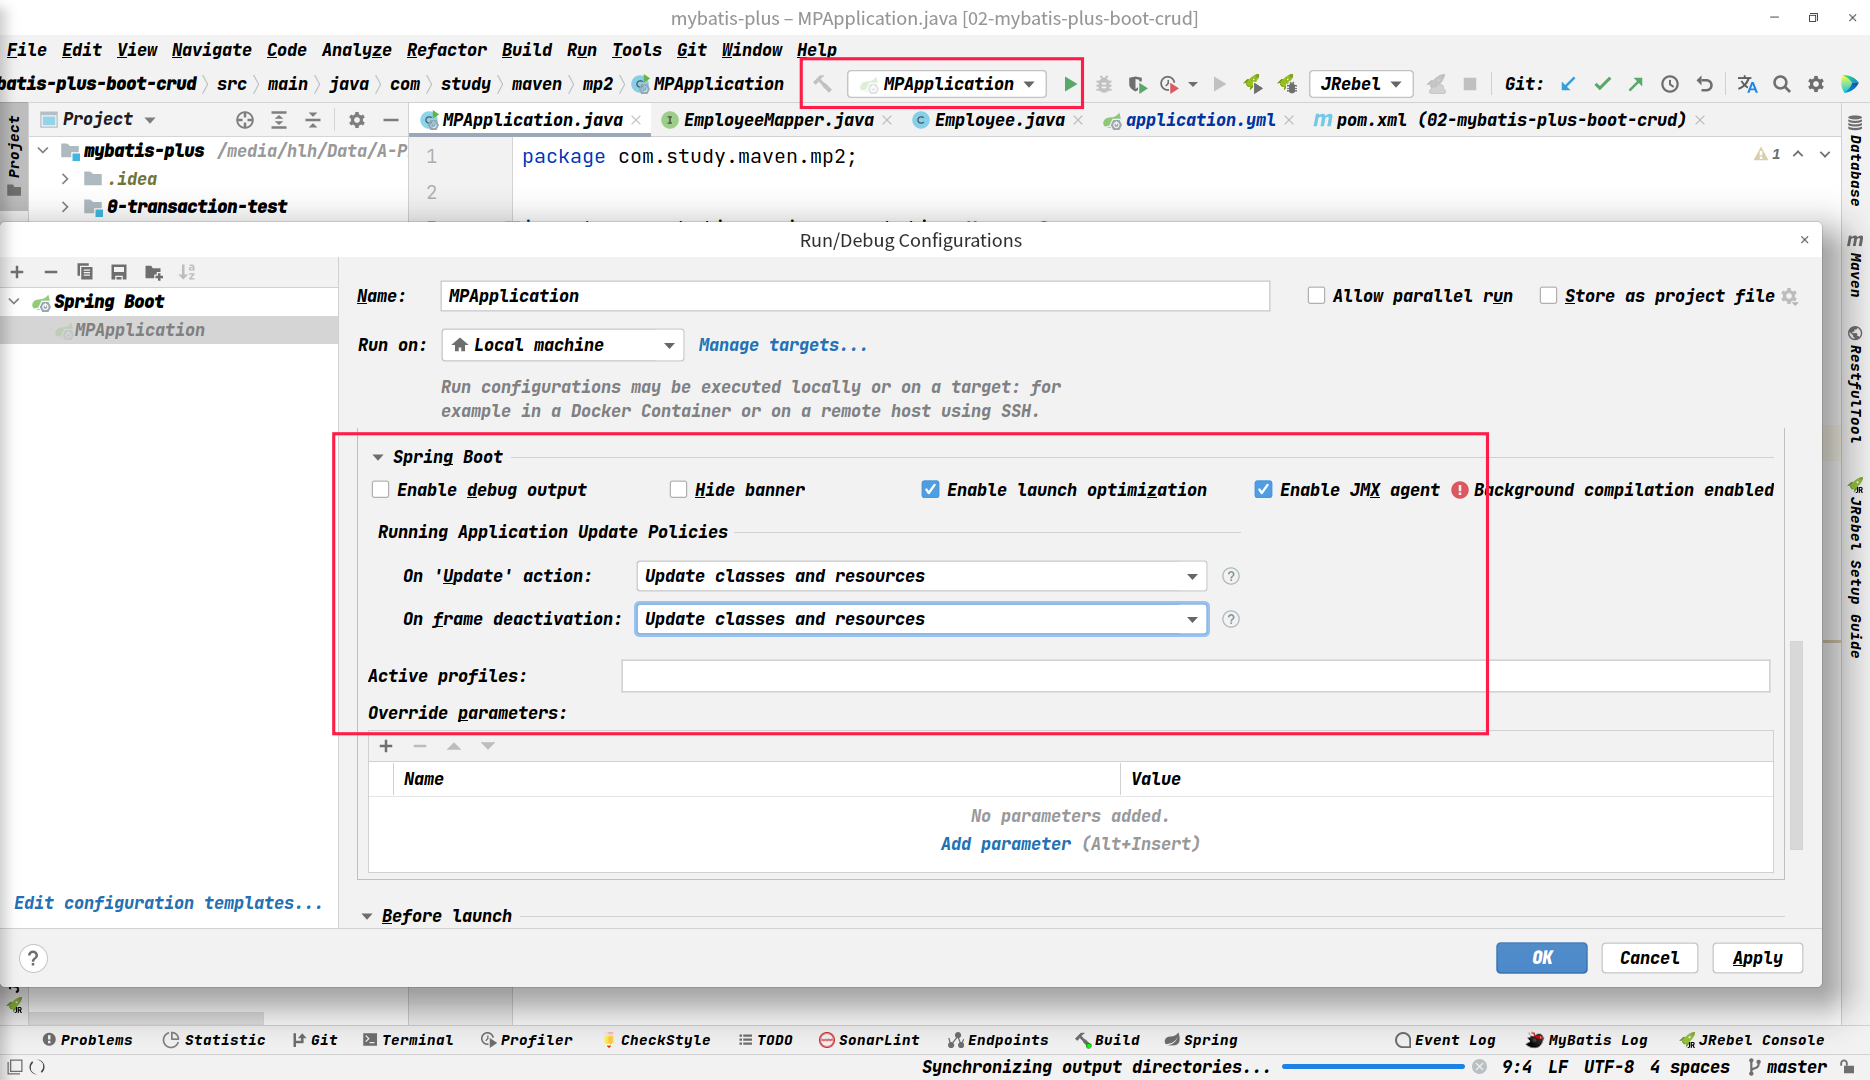 mybatis-plus – MPApplication.java [02-mybatis-plus-boot-crud]
File Edit View Navigate Code Analyze Refactor Build Run Tools Git Window Help
batis-plus-boot-crud src main java com study maven mp2 MPApplication MPApplication JRebel Git:
Project MPApplication.java EmployeeMapper.java Employee.java application.yml pom.xml (02-mybatis-plus-boot-crud)
Project
mybatis-plus /media/hlh/Data/A-P
.idea
0-transaction-test
1 package com.study.maven.mp2;
2
1
Database
Maven
RestfulTool
JRebel Setup Guide
Run/Debug Configurations
Spring Boot
MPApplication
Edit configuration templates...
Name: MPApplication Allow parallel run Store as project file
Run on: Local machine Manage targets...
Run configurations may be executed locally or on a target: for
example in a Docker Container or on a remote host using SSH.
Spring Boot
Enable debug output Hide banner Enable launch optimization Enable JMX agent Background compilation enabled
Running Application Update Policies
On 'Update' action: Update classes and resources ?
On frame deactivation: Update classes and resources ?
Active profiles:
Override parameters:
Name Value
No parameters added.
Add parameter (Alt+Insert)
Before launch
? OK Cancel Apply
Problems Statistic Git Terminal Profiler CheckStyle TODO SonarLint Endpoints Build Spring Event Log MyBatis Log JRebel Console
Synchronizing output directories... 9:4 LF UTF-8 4 spaces master